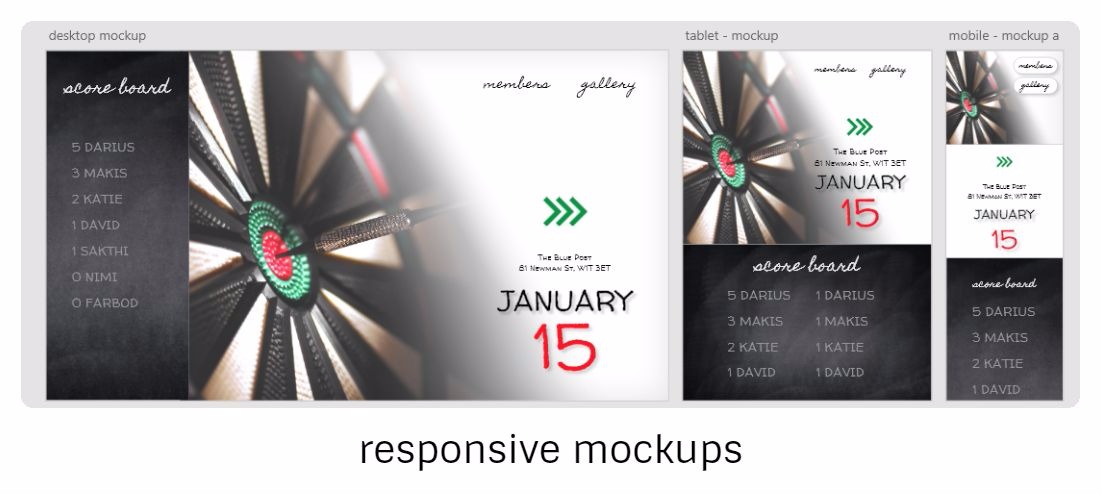 desktop mockup
score board
5 DARIUS
3 MAKIS
2 KATIE
1 DAVID
1 SAKTHI
0 NIMI
0 FARBOD
members gallery
The Blue Post
81 Newman St, W1T 3ET
JANUARY
15
tablet - mockup
members gallery
The Blue Post
81 Newman St, W1T 3ET
JANUARY
15
score board
5 DARIUS 1 DARIUS
3 MAKIS 1 MAKIS
2 KATIE 1 KATIE
1 DAVID 1 DAVID
mobile - mockup a
members
gallery
The Blue Post
81 Newman St, W1T 3ET
JANUARY
15
score board
5 DARIUS
3 MAKIS
2 KATIE
1 DAVID
responsive mockups